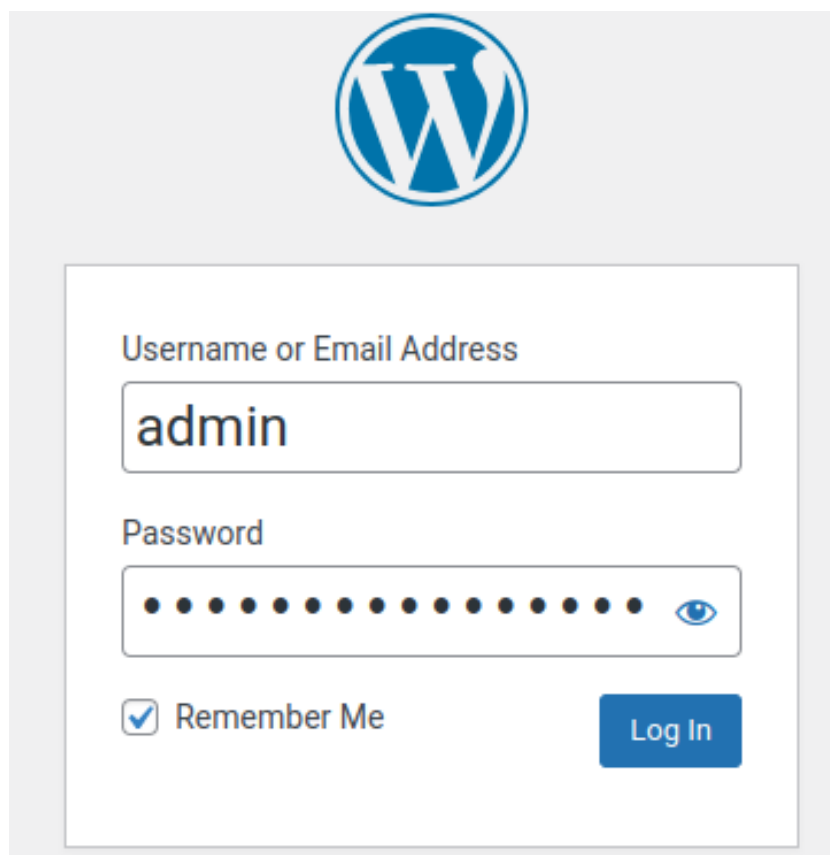 W
Username or Email Address
admin
Password
••••••••••••••••
Remember Me
Log In